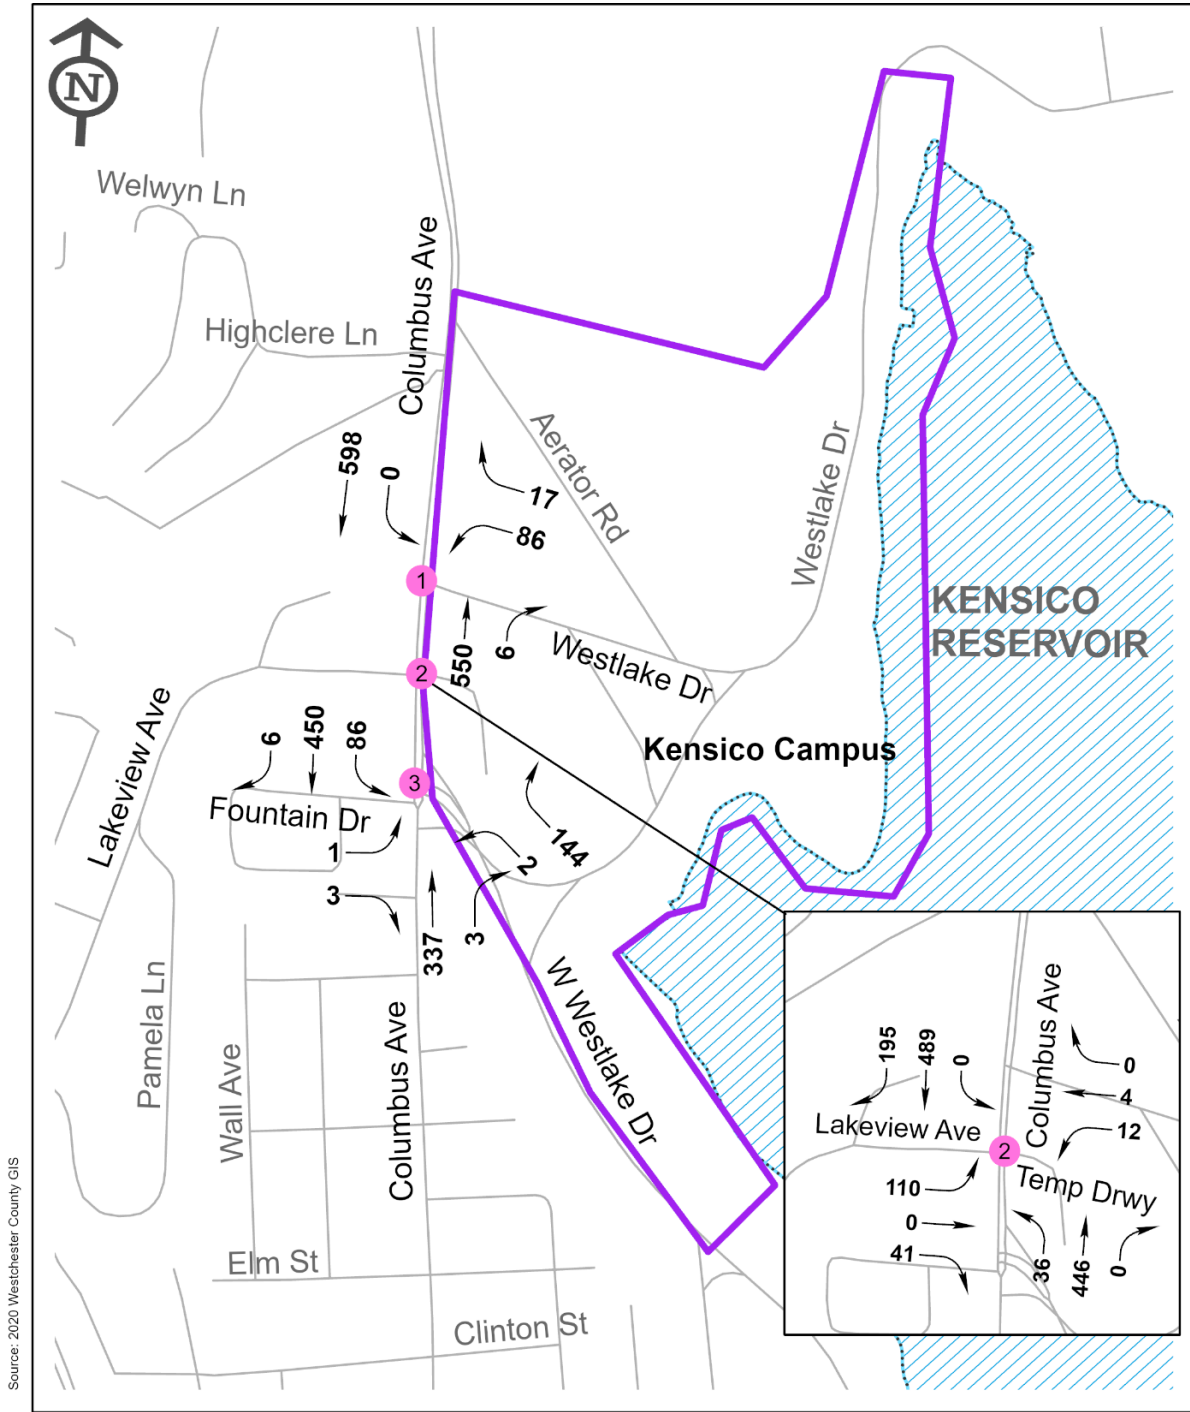 N
Welwyn Ln
Columbus Ave
Highclere Ln
Aerator Rd
Westlake Dr
598
0
17
86
1
KENSICO
RESERVOIR
550
6
Westlake Dr
2
Lakeview Ave
6
450
86
Kensico Campus
3
Fountain Dr
1
144
2
3
3
337
W Westlake Dr
Pamela Ln
Wall Ave
Columbus Ave
Elm St
Clinton St
195
489
0
Columbus Ave
0
4
12
Lakeview Ave
2
Temp Drwy
110
0
41
36
446
0
Source: 2020 Westchester County GIS